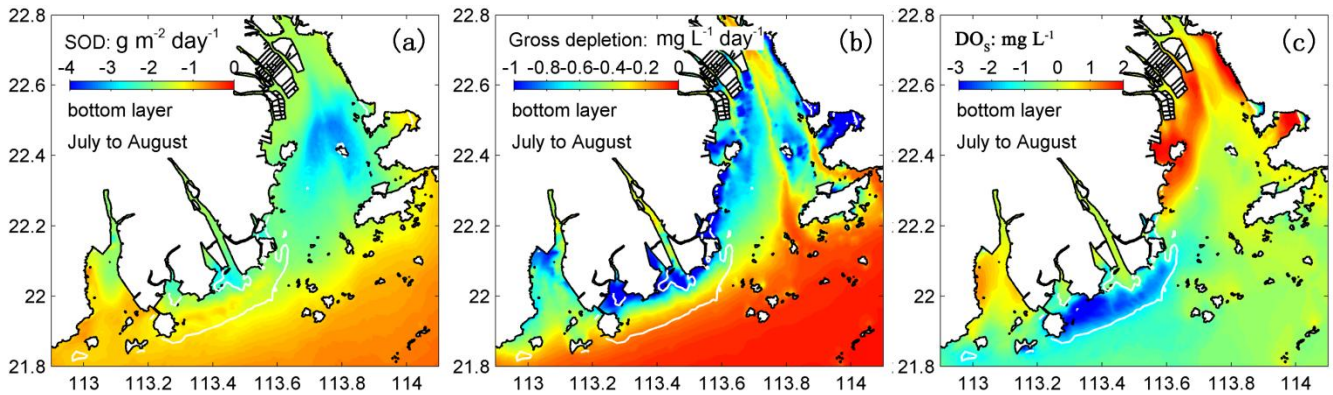 22.8
22.6
22.4
22.2
22
21.8
SOD: g m⁻² day⁻¹
(a)
-4 -3 -2 -1 0
bottom layer
July to August
113 113.2 113.4 113.6 113.8 114
22.8
22.6
22.4
22.2
22
21.8
Gross depletion: mg L⁻¹ day⁻¹
(b)
-1 -0.8 -0.6 -0.4 -0.2 0
bottom layer
July to August
113 113.2 113.4 113.6 113.8 114
22.8
22.6
22.4
22.2
22
21.8
DOₛ: mg L⁻¹
(c)
-3 -2 -1 0 1 2
bottom layer
July to August
113 113.2 113.4 113.6 113.8 114